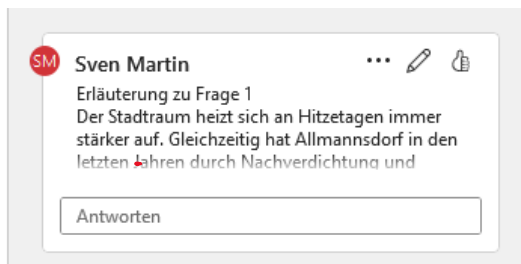 SM
Sven Martin
Erläuterung zu Frage 1
Der Stadtraum heizt sich an Hitzetagen immer
stärker auf. Gleichzeitig hat Allmannsdorf in den
letzten Jahren durch Nachverdichtung und
Antworten